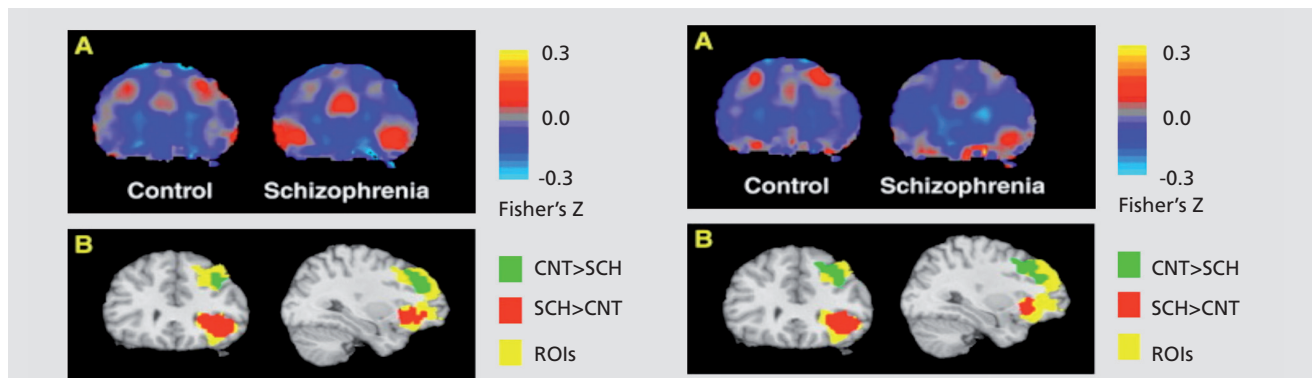 A
Control Schizophrenia
0.3
0.0
-0.3
Fisher's Z
B
CNT>SCH
SCH>CNT
ROIs
A
Control Schizophrenia
0.3
0.0
-0.3
Fisher's Z
B
CNT>SCH
SCH>CNT
ROIs